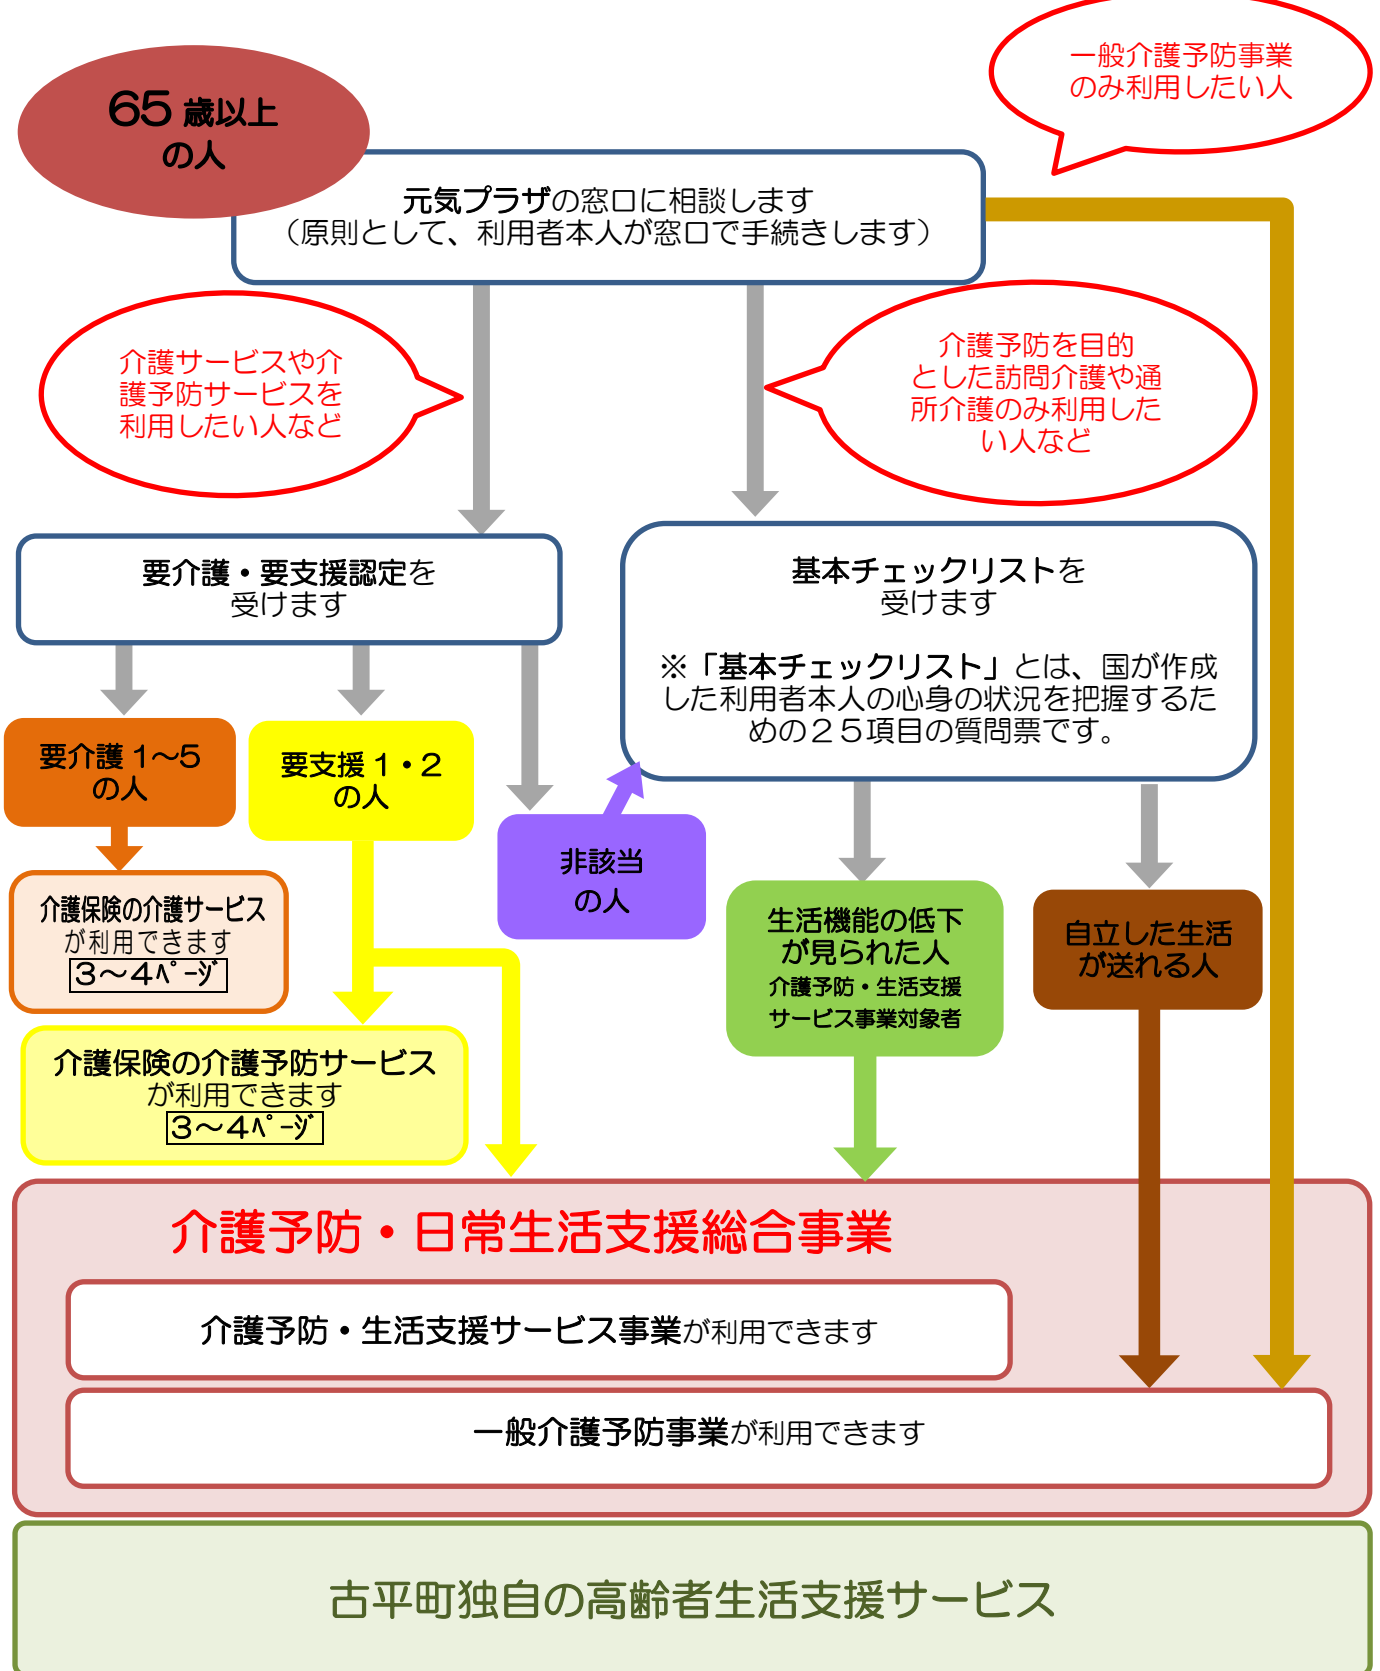 65 歳以上
の人
一般介護予防事業
のみ利用したい人
元気プラザの窓口に相談します
（原則として、利用者本人が窓口で手続きします）
介護サービスや介
護予防サービスを
利用したい人など
介護予防を目的
とした訪問介護や通
所介護のみ利用した
い人など
要介護・要支援認定を
受けます
基本チェックリストを
受けます
※「基本チェックリスト」とは、国が作成
した利用者本人の心身の状況を把握するた
めの２５項目の質問票です。
要介護 1～5
の人
要支援 1・2
の人
非該当
の人
介護保険の介護サービス
が利用できます
3～4ﾍﾟｰｼﾞ
生活機能の低下
が見られた人
介護予防・生活支援
サービス事業対象者
自立した生活
が送れる人
介護保険の介護予防サービス
が利用できます
3～4ﾍﾟｰｼﾞ
介護予防・日常生活支援総合事業
介護予防・生活支援サービス事業が利用できます
一般介護予防事業が利用できます
古平町独自の高齢者生活支援サービス